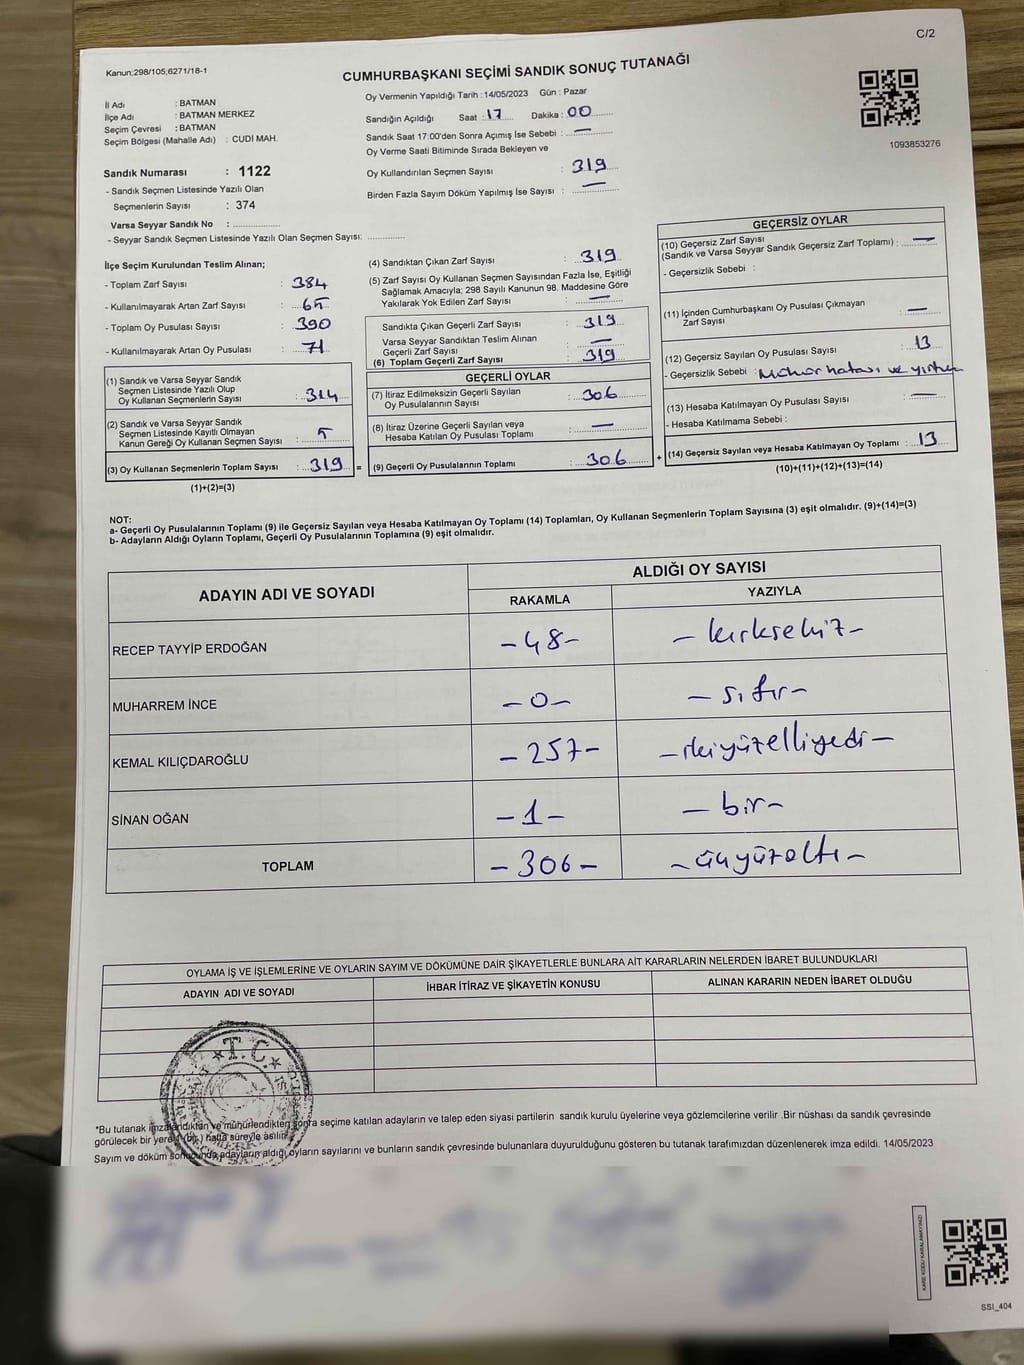 C/2
Kanun;298/105;6271/18-1
CUMHURBAŞKANI SEÇİMİ SANDIK SONUÇ TUTANAĞI
İl Adı : BATMAN
İlçe Adı : BATMAN MERKEZ
Seçim Çevresi : BATMAN
Seçim Bölgesi (Mahalle Adı) : CUDİ MAH.
Oy Vermenin Yapıldığı Tarih : 14/05/2023 Gün : Pazar
Sandığın Açıldığı Saat : 17 Dakika : 00
Sandık Saat 17:00'den Sonra Açımış İse Sebebi : —
Oy Verme Saati Bitiminde Sırada Bekleyen ve
Oy Kullandırılan Seçmen Sayısı : 319
Birden Fazla Sayım Döküm Yapılmış İse Sayısı : —
1093853276
Sandık Numarası : 1122
- Sandık Seçmen Listesinde Yazılı Olan
Seçmenlerin Sayısı : 374
Varsa Seyyar Sandık No :
- Seyyar Sandık Seçmen Listesinde Yazılı Olan Seçmen Sayısı:
İlçe Seçim Kurulundan Teslim Alınan;
- Toplam Zarf Sayısı : 384
- Kullanılmayarak Artan Zarf Sayısı : 65
- Toplam Oy Pusulası Sayısı : 390
- Kullanılmayarak Artan Oy Pusulası : 71
(1) Sandık ve Varsa Seyyar Sandık
Seçmen Listesinde Yazılı Olup
Oy Kullanan Seçmenlerin Sayısı : 314
(2) Sandık ve Varsa Seyyar Sandık
Seçmen Listesinde Kayıtlı Olmayan
Kanun Gereği Oy Kullanan Seçmen Sayısı : 5
(3) Oy Kullanan Seçmenlerin Toplam Sayısı : 319 =
(1)+(2)=(3)
(4) Sandıktan Çıkan Zarf Sayısı : 319
(5) Zarf Sayısı Oy Kullanan Seçmen Sayısından Fazla İse, Eşitliği
Sağlamak Amacıyla; 298 Sayılı Kanunun 98. Maddesine Göre
Yakılarak Yok Edilen Zarf Sayısı : —
Sandıkta Çıkan Geçerli Zarf Sayısı : 319
Varsa Seyyar Sandıktan Teslim Alınan
Geçerli Zarf Sayısı : —
(6) Toplam Geçerli Zarf Sayısı : 319
GEÇERLİ OYLAR
(7) İtiraz Edilmeksizin Geçerli Sayılan
Oy Pusulalarının Sayısı : 306
(8) İtiraz Üzerine Geçerli Sayılan veya
Hesaba Katılan Oy Pusulası Toplamı : —
(9) Geçerli Oy Pusulalarının Toplamı : 306 +
GEÇERSİZ OYLAR
(10) Geçersiz Zarf Sayısı
(Sandık ve Varsa Seyyar Sandık Geçersiz Zarf Toplamı) : —
- Geçersizlik Sebebi :
(11) İçinden Cumhurbaşkanı Oy Pusulası Çıkmayan
Zarf Sayısı : —
(12) Geçersiz Sayılan Oy Pusulası Sayısı : 13
- Geçersizlik Sebebi : Mühür hatası ve
(13) Hesaba Katılmayan Oy Pusulası Sayısı : —
- Hesaba Katılmama Sebebi :
(14) Geçersiz Sayılan veya Hesaba Katılmayan Oy Toplamı : 13
(10)+(11)+(12)+(13)=(14)
NOT:
a- Geçerli Oy Pusulalarının Toplamı (9) ile Geçersiz Sayılan veya Hesaba Katılmayan Oy Toplamı (14) Toplamları, Oy Kullanan Seçmenlerin Toplam Sayısına (3) eşit olmalıdır. (9)+(14)=(3)
b- Adayların Aldığı Oyların Toplamı, Geçerli Oy Pusulalarının Toplamına (9) eşit olmalıdır.
ADAYIN ADI VE SOYADI
ALDIĞI OY SAYISI
RAKAMLA YAZIYLA
RECEP TAYYİP ERDOĞAN -48- -kırksekiz-
MUHARREM İNCE -0- -sıfır-
KEMAL KILIÇDAROĞLU -257- -ikiyüzelliyedi-
SİNAN OĞAN -1- -bir-
TOPLAM -306- -üçyüzaltı-
OYLAMA İŞ VE İŞLEMLERİNE VE OYLARIN SAYIM VE DÖKÜMÜNE DAİR ŞİKAYETLERLE BUNLARA AİT KARARLARIN NELERDEN İBARET BULUNDUKLARI
ADAYIN ADI VE SOYADI İHBAR İTİRAZ VE ŞİKAYETİN KONUSU ALINAN KARARIN NEDEN İBARET OLDUĞU
T.C.
*Bu tutanak imzalandıktan ve mühürlendikten sonra seçime katılan adayların ve talep eden siyasi partilerin sandık kurulu üyelerine veya gözlemcilerine verilir .Bir nüshası da sandık çevresinde
görülecek bir yere 1 (bir ) hafta süreyle asılır.
Sayım ve döküm sonucunda adayların aldığı oyların sayılarını ve bunların sandık çevresinde bulunanlara duyurulduğunu gösteren bu tutanak tarafımızdan düzenlenerek imza edildi. 14/05/2023
KARE KODU KARALAMAYINIZ!
SSI_404